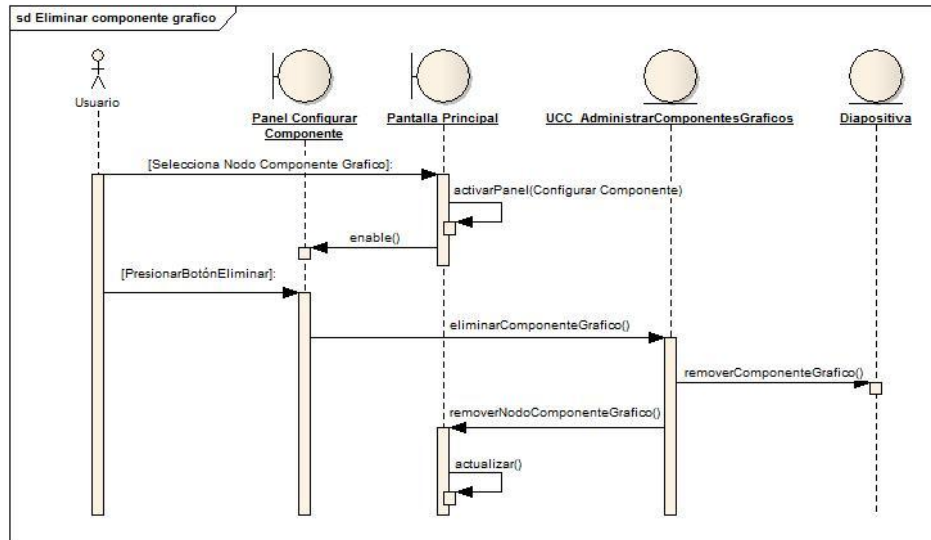 sd Eliminar componente grafico
Usuario
Panel Configurar
Componente
Pantalla Principal
UCC_AdministrarComponentesGraficos
Diapositiva
[Selecciona Nodo Componente Grafico]:
activarPanel(Configurar Componente)
enable()
[PresionarBotónEliminar]:
eliminarComponenteGrafico()
removerComponenteGrafico()
removerNodoComponenteGrafico()
actualizar()